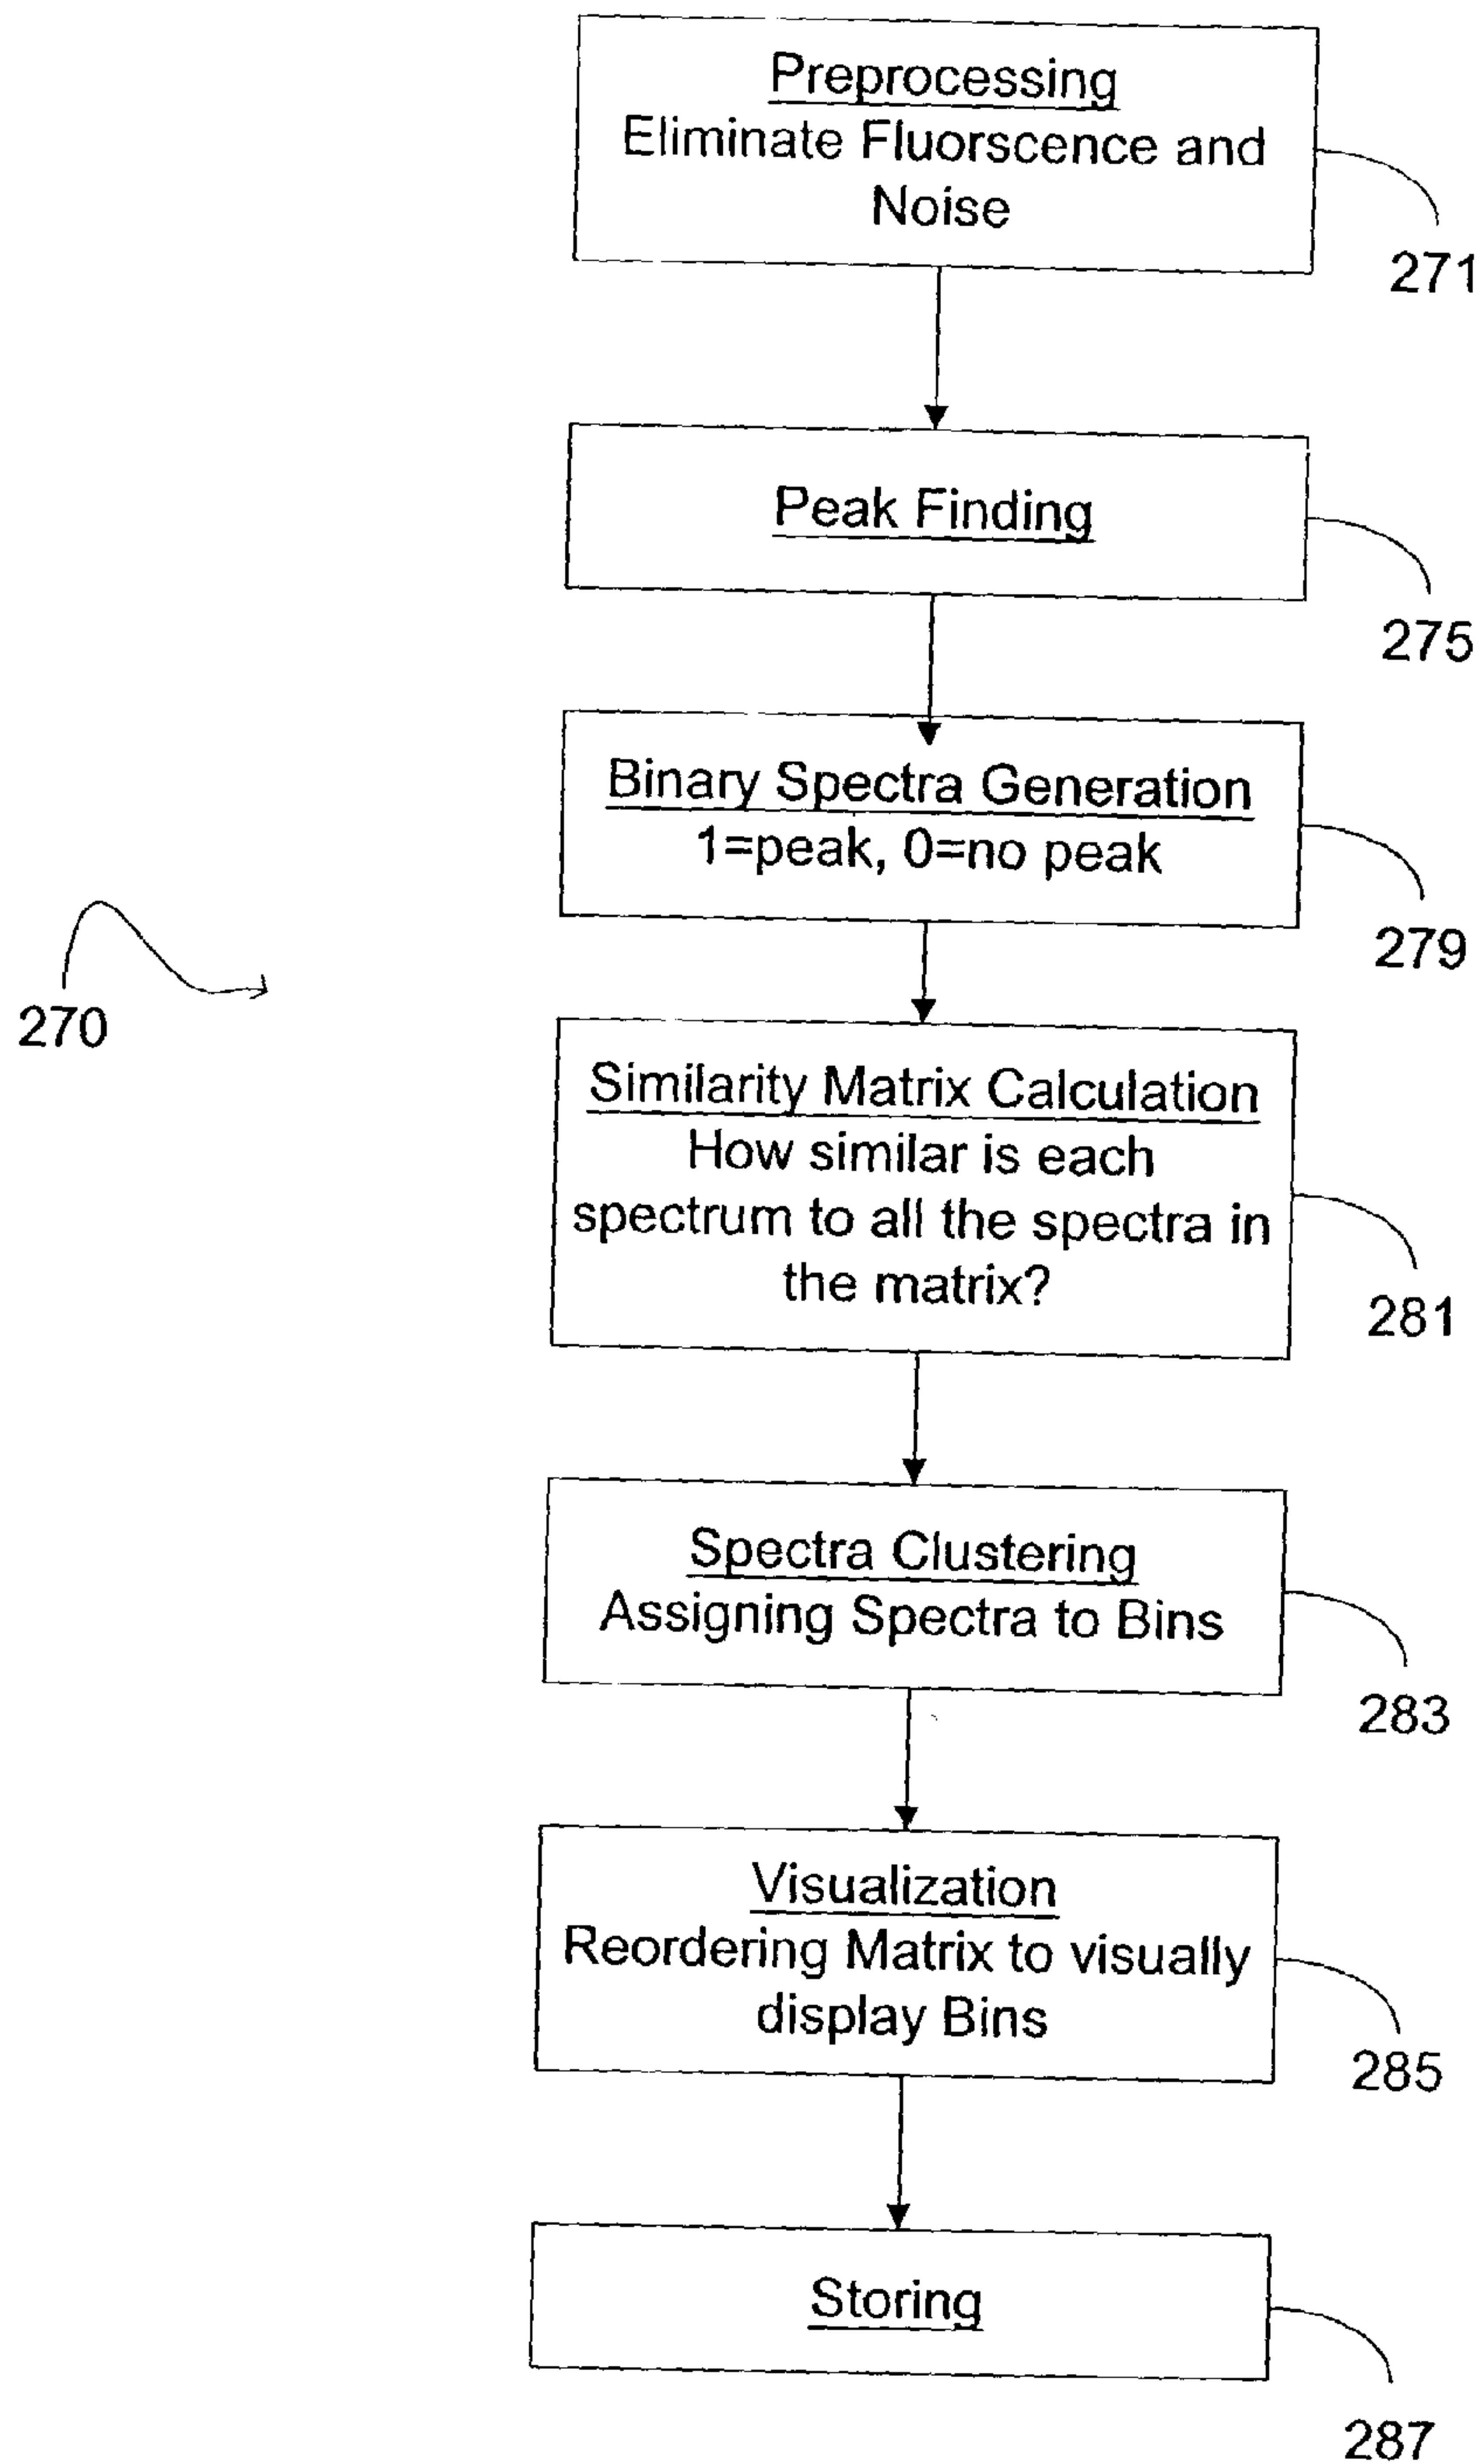 Preprocessing
Eliminate Fluorscence and
Noise
271
Peak Finding
275
Binary Spectra Generation
1=peak, 0=no peak
279
270
Similarity Matrix Calculation
How similar is each
spectrum to all the spectra in
the matrix?
281
Spectra Clustering
Assigning Spectra to Bins
283
Visualization
Reordering Matrix to visually
display Bins
285
Storing
287